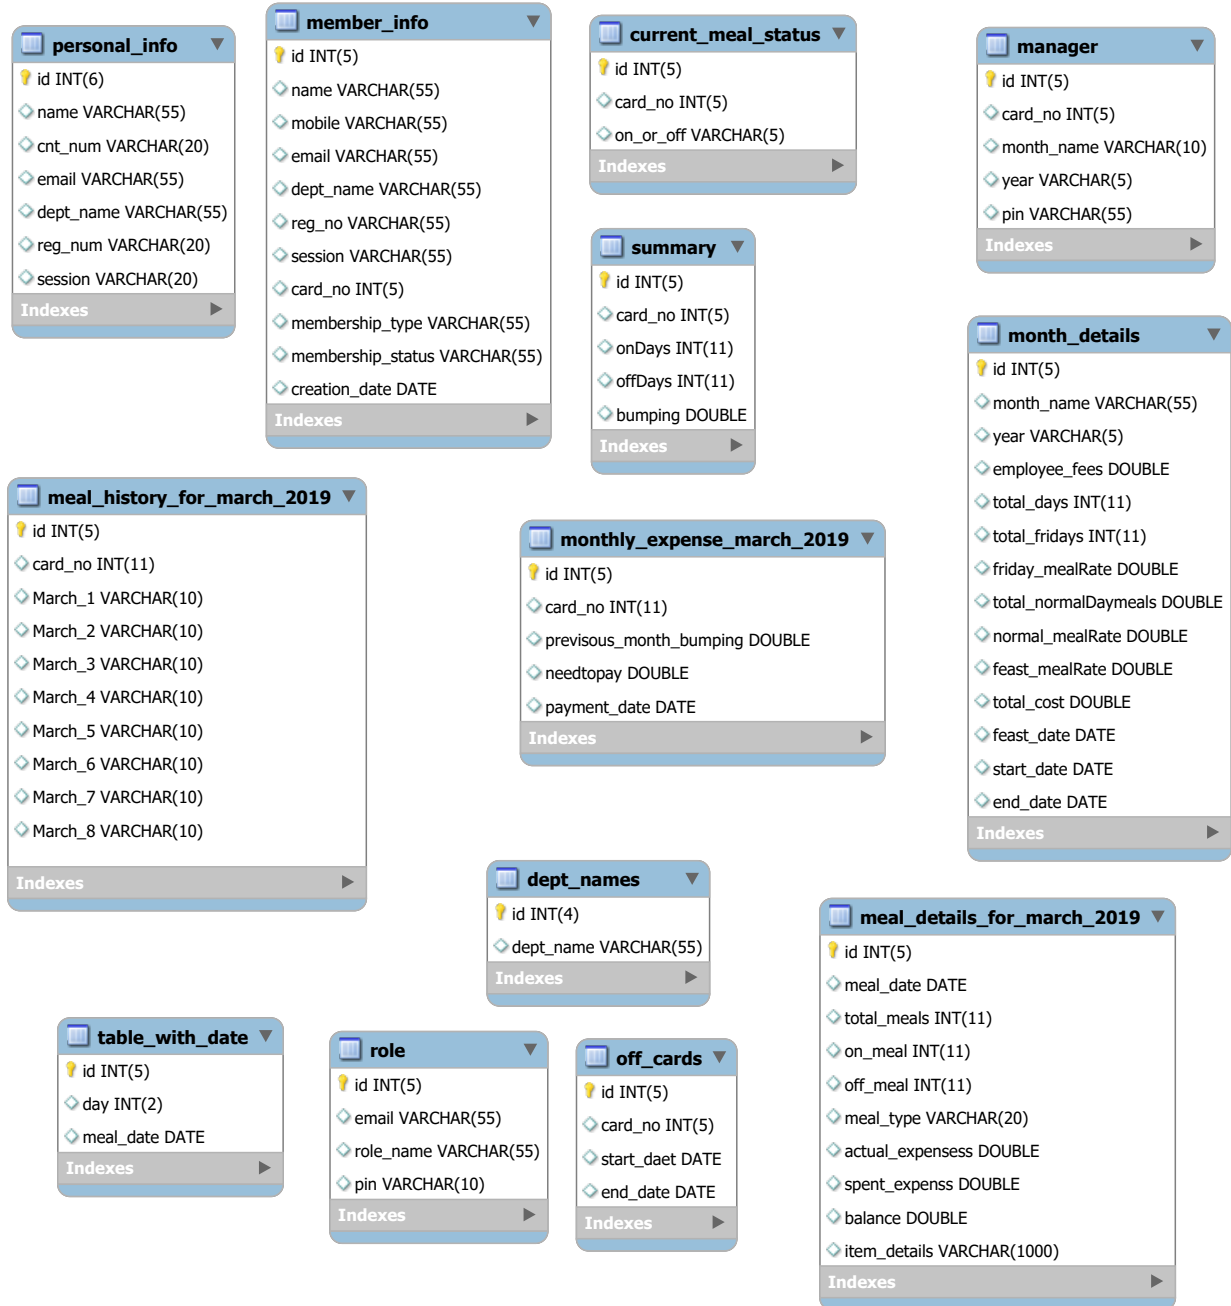 personal_info
id INT(6)
name VARCHAR(55)
cnt_num VARCHAR(20)
email VARCHAR(55)
dept_name VARCHAR(55)
reg_num VARCHAR(20)
session VARCHAR(20)
Indexes
member_info
id INT(5)
name VARCHAR(55)
mobile VARCHAR(55)
email VARCHAR(55)
dept_name VARCHAR(55)
reg_no VARCHAR(55)
session VARCHAR(55)
card_no INT(5)
membership_type VARCHAR(55)
membership_status VARCHAR(55)
creation_date DATE
Indexes
current_meal_status
id INT(5)
card_no INT(5)
on_or_off VARCHAR(5)
Indexes
manager
id INT(5)
card_no INT(5)
month_name VARCHAR(10)
year VARCHAR(5)
pin VARCHAR(55)
Indexes
summary
id INT(5)
card_no INT(5)
onDays INT(11)
offDays INT(11)
bumping DOUBLE
Indexes
month_details
id INT(5)
month_name VARCHAR(55)
year VARCHAR(5)
employee_fees DOUBLE
total_days INT(11)
total_fridays INT(11)
friday_mealRate DOUBLE
total_normalDaymeals DOUBLE
normal_mealRate DOUBLE
feast_mealRate DOUBLE
total_cost DOUBLE
feast_date DATE
start_date DATE
end_date DATE
Indexes
meal_history_for_march_2019
id INT(5)
card_no INT(11)
March_1 VARCHAR(10)
March_2 VARCHAR(10)
March_3 VARCHAR(10)
March_4 VARCHAR(10)
March_5 VARCHAR(10)
March_6 VARCHAR(10)
March_7 VARCHAR(10)
March_8 VARCHAR(10)
Indexes
monthly_expense_march_2019
id INT(5)
card_no INT(11)
previsous_month_bumping DOUBLE
needtopay DOUBLE
payment_date DATE
Indexes
dept_names
id INT(4)
dept_name VARCHAR(55)
Indexes
meal_details_for_march_2019
id INT(5)
meal_date DATE
total_meals INT(11)
on_meal INT(11)
off_meal INT(11)
meal_type VARCHAR(20)
actual_expensess DOUBLE
spent_expenss DOUBLE
balance DOUBLE
item_details VARCHAR(1000)
Indexes
table_with_date
id INT(5)
day INT(2)
meal_date DATE
Indexes
role
id INT(5)
email VARCHAR(55)
role_name VARCHAR(55)
pin VARCHAR(10)
Indexes
off_cards
id INT(5)
card_no INT(5)
start_daet DATE
end_date DATE
Indexes